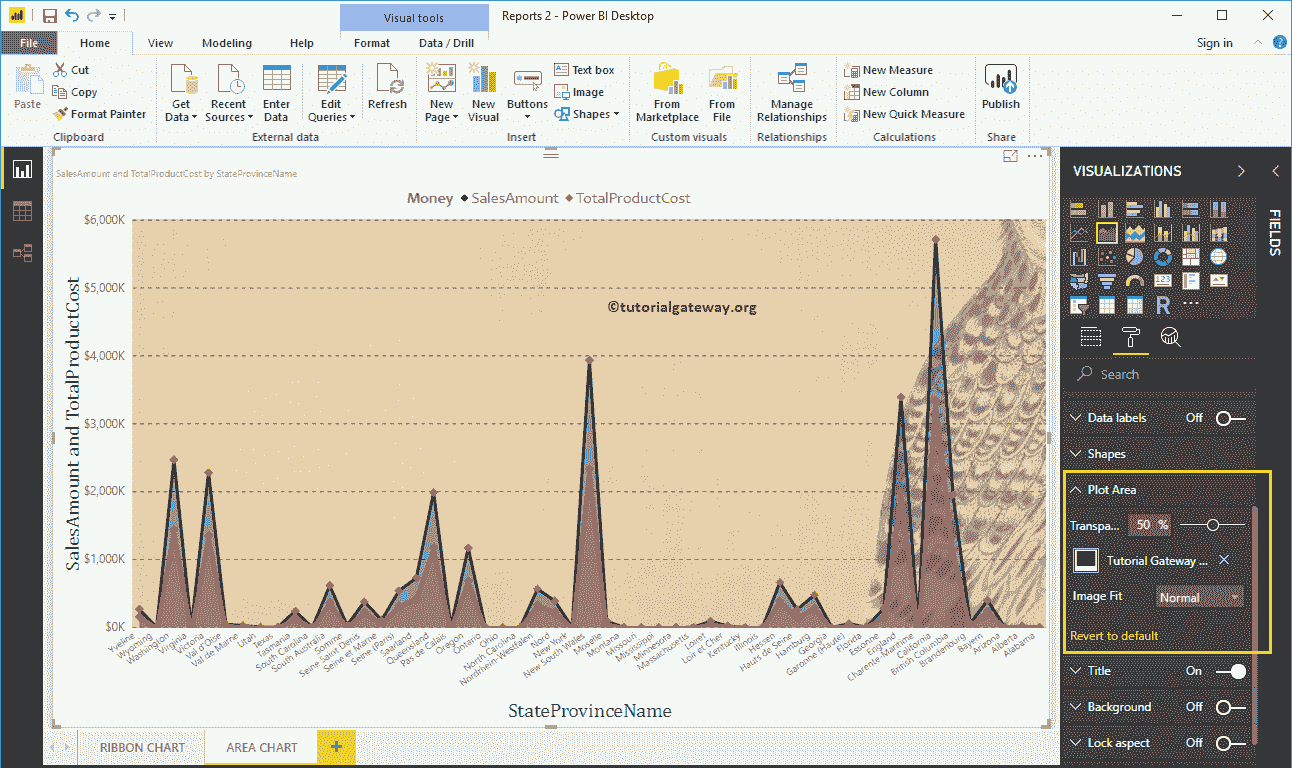 Visual tools
Reports 2 - Power BI Desktop
File Home View Modeling Help Format Data / Drill Sign in
Paste
Cut
Copy
Format Painter
Clipboard
Get Data
Recent Sources
Enter Data
Edit Queries
Refresh
External data
New Page
New Visual
Buttons
Text box
Image
Shapes
Insert
From Marketplace
From File
Custom visuals
Manage Relationships
Relationships
New Measure
New Column
New Quick Measure
Calculations
Publish
Share
SalesAmount and TotalProductCost by StateProvinceName
Money SalesAmount TotalProductCost
SalesAmount and TotalProductCost
$6,000K
$5,000K
$4,000K
$3,000K
$2,000K
$1,000K
$0K
©tutorialgateway.org
Yveline
Wyoming
Washington
Virginia
Victoria
Val d'Oise
Val de Marne
Utah
Texas
Tasmania
South Carolina
South Australia
Somme
Seine Saint Denis
Seine et Marne
Seine (Paris)
Saarland
Queensland
Pas de Calais
Oregon
Ontario
Ohio
North Carolina
Nordrhein-Westfalen
Nord
New York
New South Wales
Moselle
Montana
Missouri
Mississippi
Minnesota
Massachusetts
Loiret
Loir et Cher
Kentucky
Illinois
Hessen
Hauts de Seine
Hamburg
Georgia
Garonne (Haute)
Florida
Essonne
England
Charente-Maritime
California
British Columbia
Brandenburg
Bayern
Arizona
Alberta
Alabama
StateProvinceName
RIBBON CHART AREA CHART +
VISUALIZATIONS
FIELDS
123
R
Search
Data labels Off
Shapes
Plot Area
Transpa... 50 %
Tutorial Gateway ...
Image Fit Normal
Revert to default
Title On
Background Off
Lock aspect Off